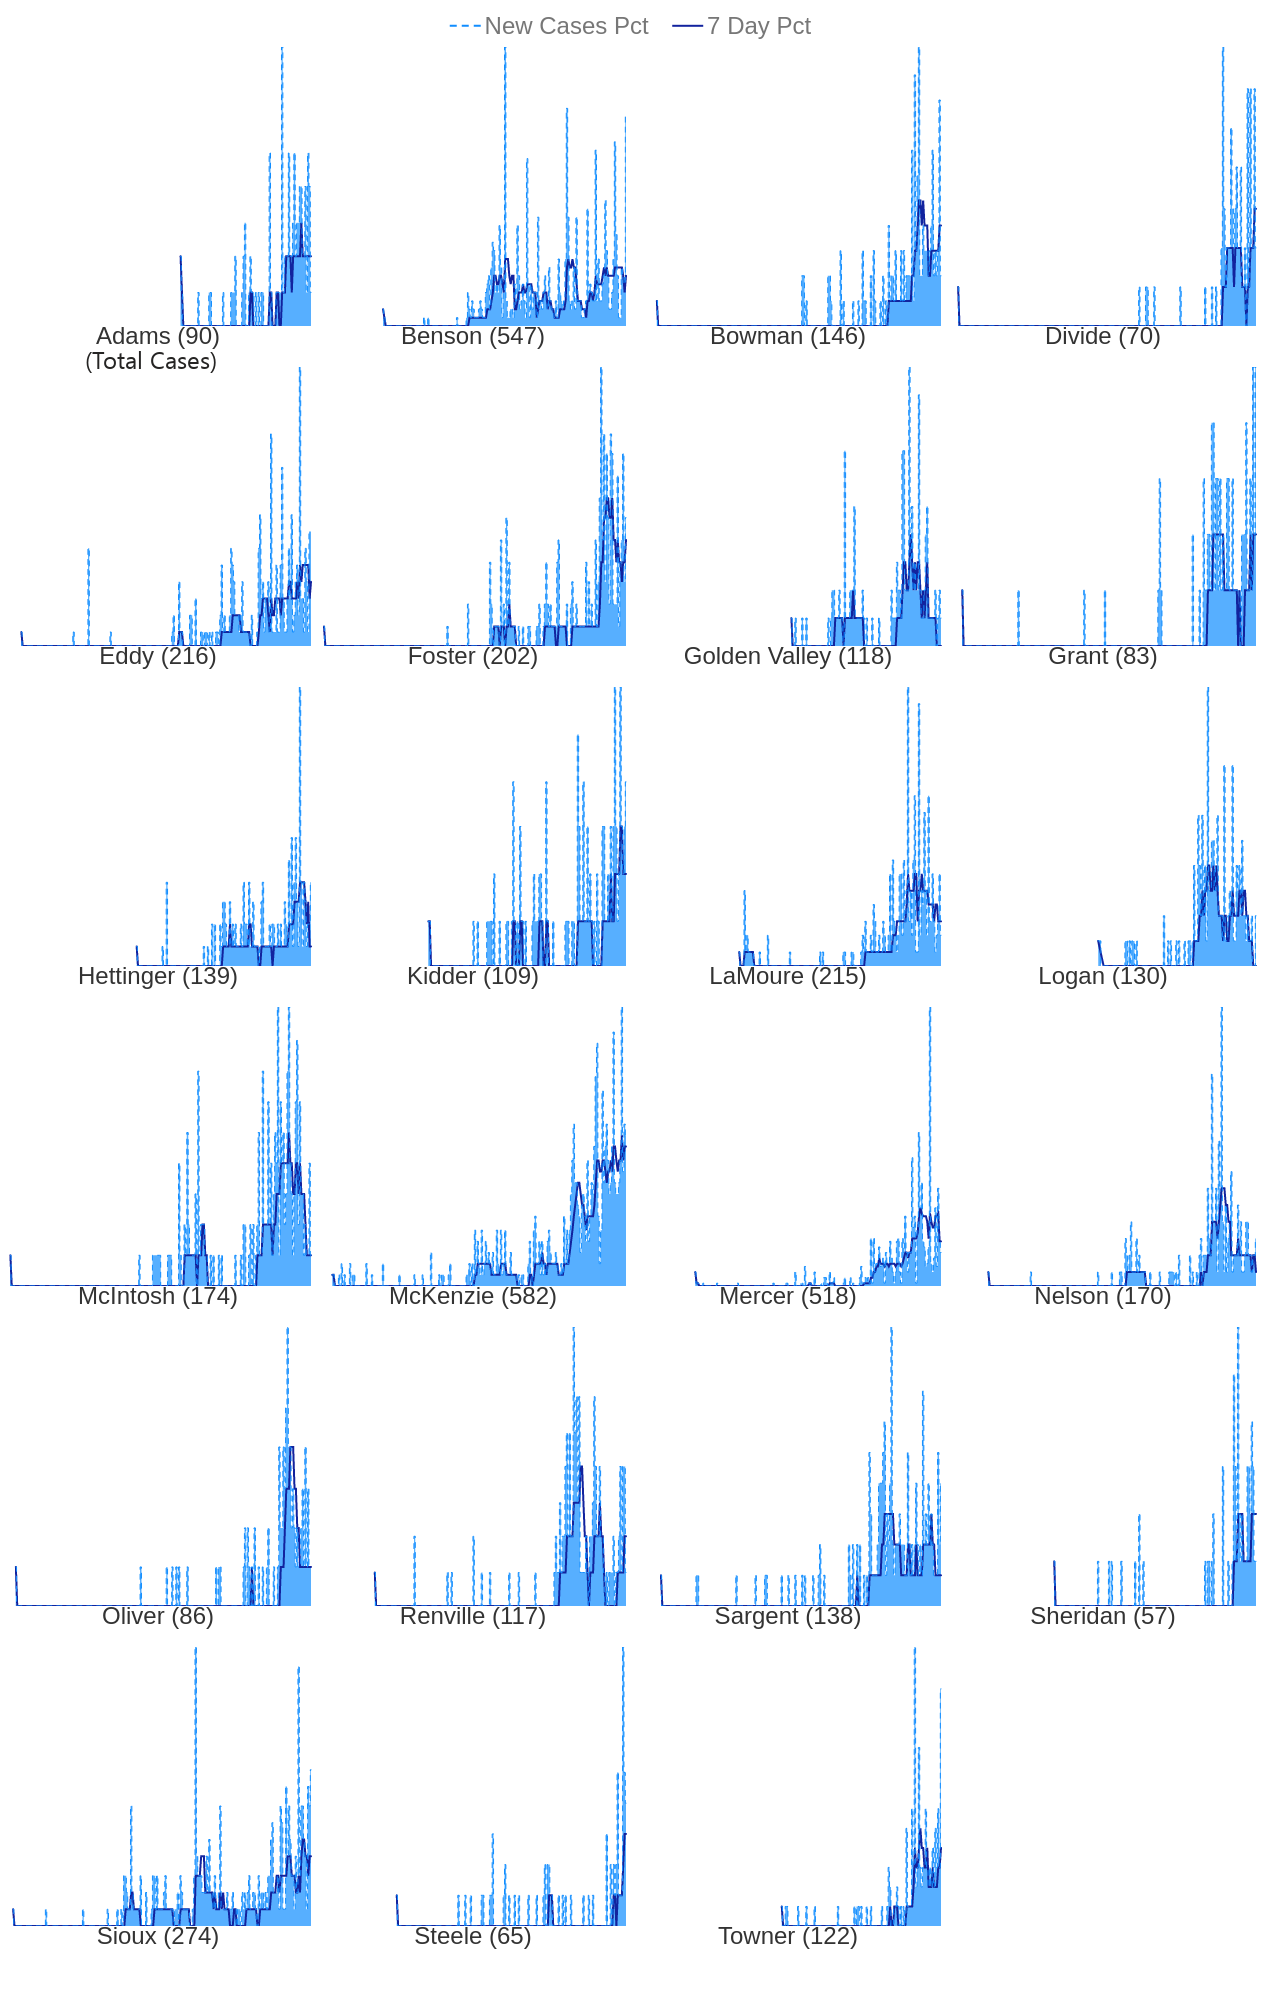 New Cases Pct 7 Day Pct
Adams (90) Benson (547) Bowman (146) Divide (70)
(Total Cases)
Eddy (216) Foster (202) Golden Valley (118) Grant (83)
Hettinger (139) Kidder (109) LaMoure (215) Logan (130)
McIntosh (174) McKenzie (582) Mercer (518) Nelson (170)
Oliver (86) Renville (117) Sargent (138) Sheridan (57)
Sioux (274) Steele (65) Towner (122)